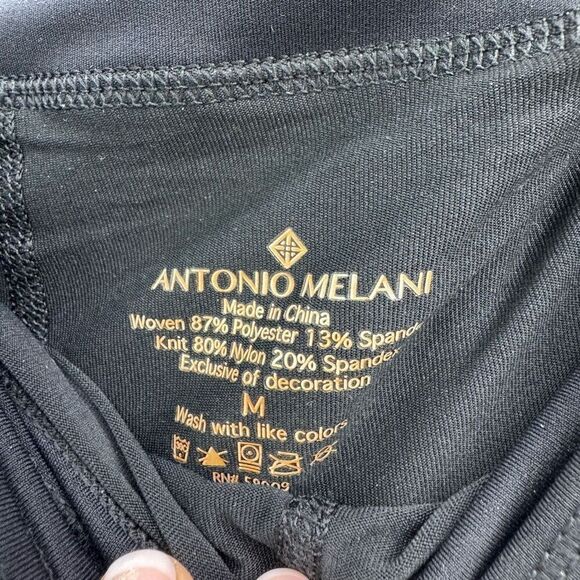 ANTONIO MELANI
Made in China
Woven 87% Polyester 13% Spande
Knit 80% Nylon 20% Spandex
Exclusive of decoration
M
Wash with like colors
RN#